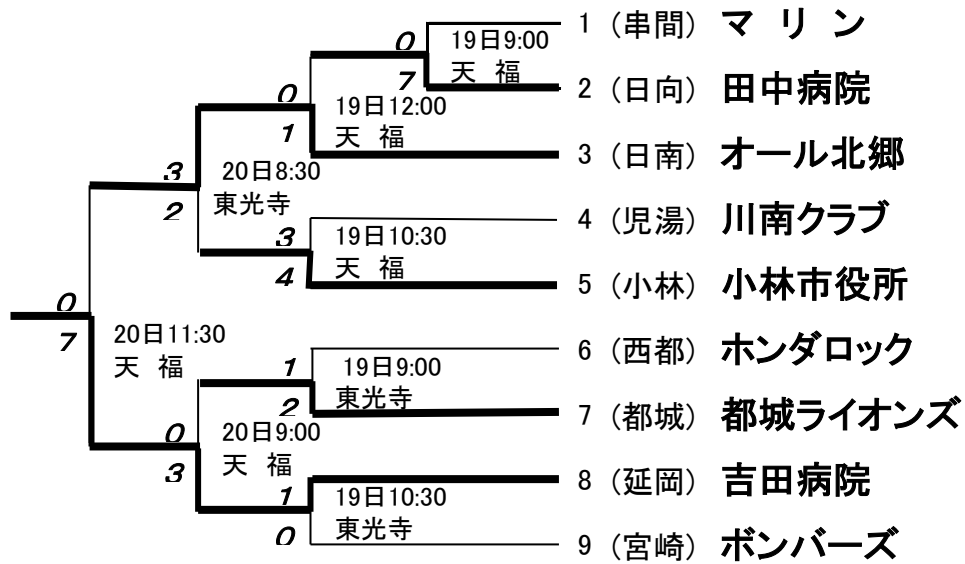 1 (串間) マ リ ン
0 19日9:00
7 天 福
2 (日向) 田中病院
0 19日12:00
1 天 福
3 (日南) オール北郷
3 20日8:30
2 東光寺
4 (児湯) 川南クラブ
3 19日10:30
4 天 福
5 (小林) 小林市役所
0
7
20日11:30
天 福
6 (西都) ホンダロック
1 19日9:00
2 東光寺
7 (都城) 都城ライオンズ
0 20日9:00
3 天 福
8 (延岡) 吉田病院
1 19日10:30
0 東光寺
9 (宮崎) ボンバーズ